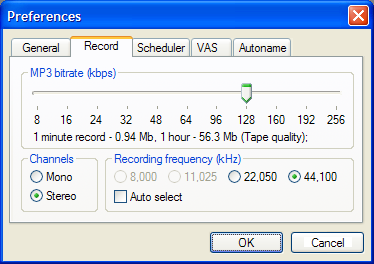 Preferences
General Record Scheduler VAS Autoname
MP3 bitrate (kbps)
8 16 24 32 48 64 96 128 160 192 256
1 minute record - 0.94 Mb, 1 hour - 56.3 Mb (Tape quality);
Channels
Mono
Stereo
Recording frequency (kHz)
8,000 11,025 22,050 44,100
Auto select
OK Cancel